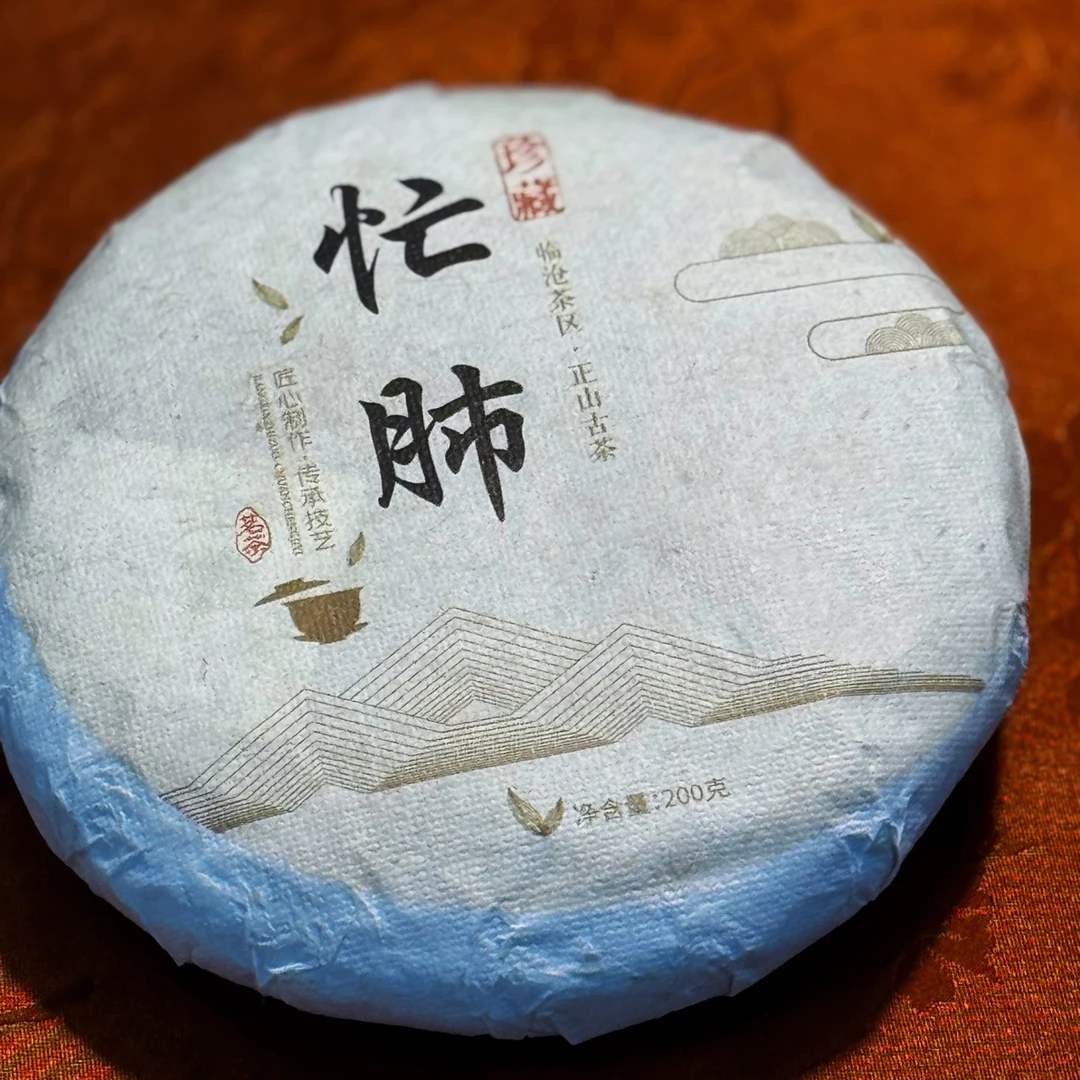 珍藏
临沧茶区·正山古茶
忙肺
匠心制作·传承技艺
净含量:200克